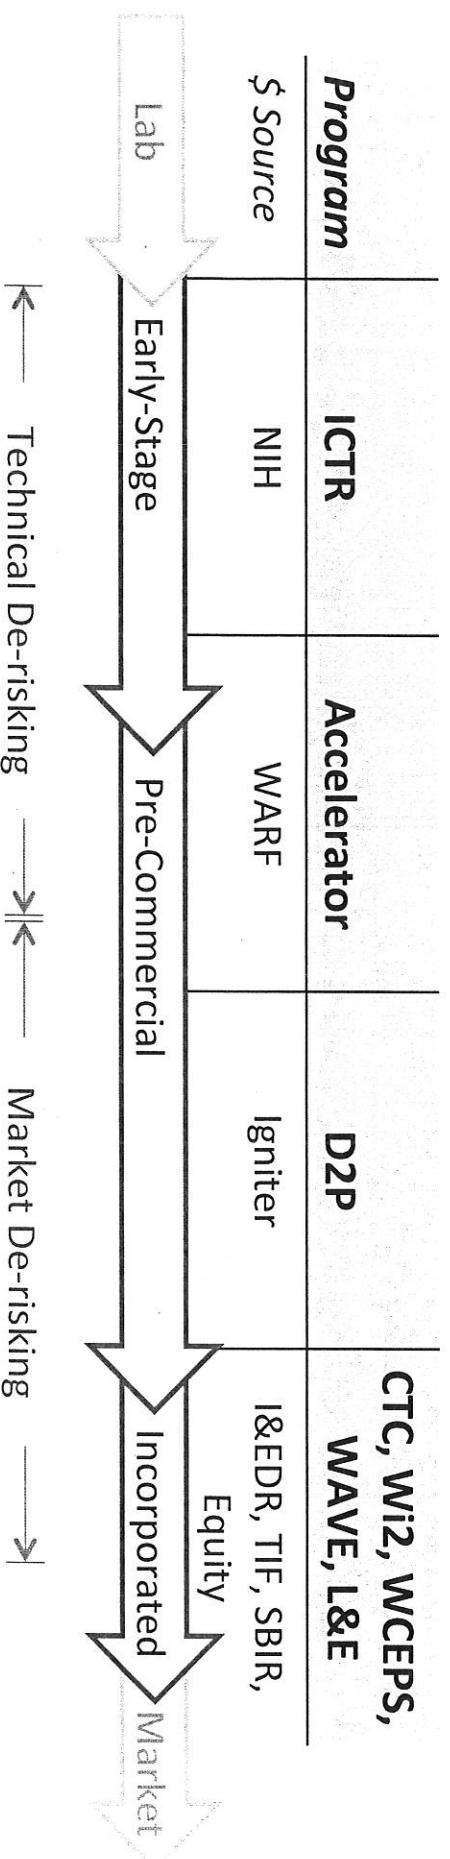 Program
ICTR
Accelerator
D2P
CTC, Wi2, WCEPS,
WAVE, L&E
$ Source
NIH
WARF
Igniter
I&EDR, TIF, SBIR,
Equity
Lab
Early-Stage
Pre-Commercial
Incorporated
Market
Technical De-risking
Market De-risking